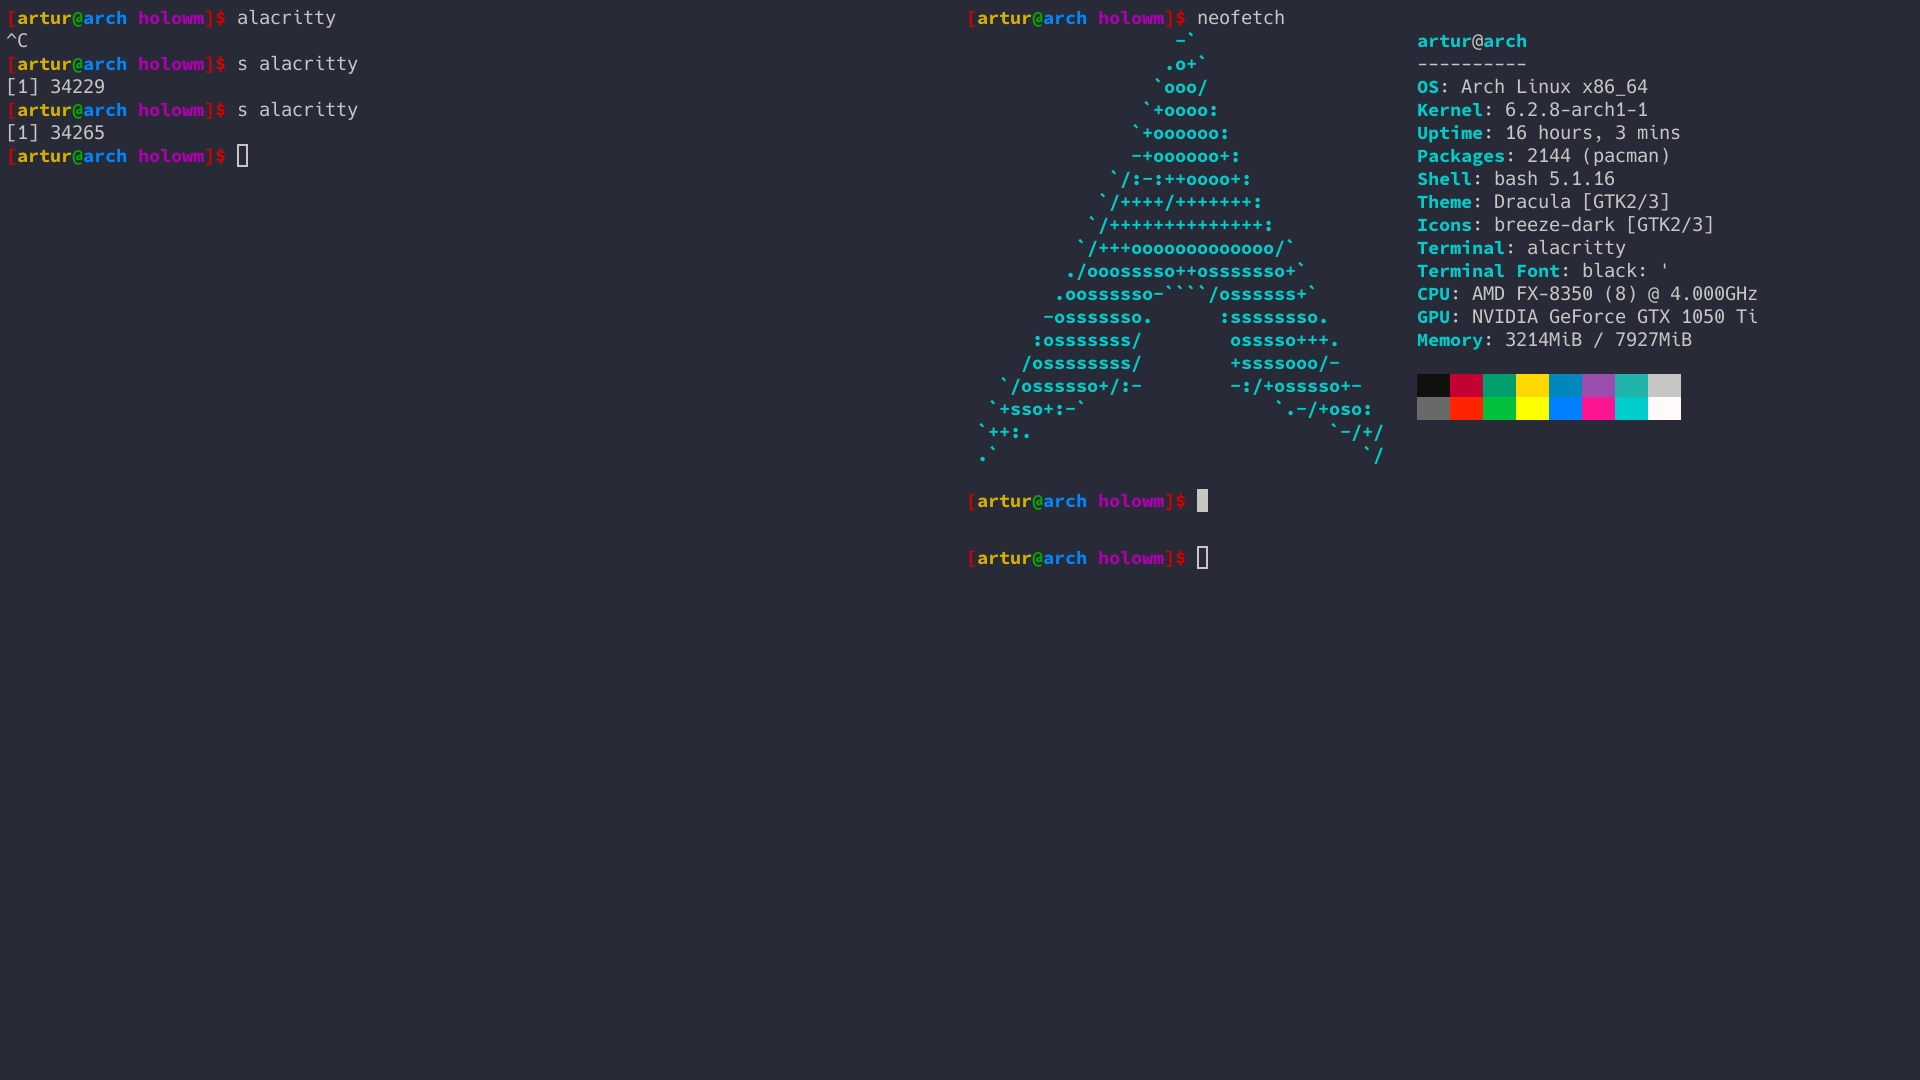 [artur@arch holowm]$ alacritty
^C
[artur@arch holowm]$ s alacritty
[1] 34229
[artur@arch holowm]$ s alacritty
[1] 34265
[artur@arch holowm]$
[artur@arch holowm]$ neofetch
-`
.o+`
`ooo/
`+oooo:
`+oooooo:
-+oooooo+:
`/:-:++oooo+:
`/++++/+++++++:
`/++++++++++++++:
`/+++ooooooooooooo/`
./ooosssso++osssssso+`
.oossssso-````/ossssss+`
-osssssso.      :ssssssso.
:osssssss/        osssso+++.
/ossssssss/        +ssssooo/-
`/ossssso+/:-        -:/+osssso+-
`+sso+:-`                 `.-/+oso:
`++:.                           `-/+/
.`                                 `/
artur@arch
----------
OS: Arch Linux x86_64
Kernel: 6.2.8-arch1-1
Uptime: 16 hours, 3 mins
Packages: 2144 (pacman)
Shell: bash 5.1.16
Theme: Dracula [GTK2/3]
Icons: breeze-dark [GTK2/3]
Terminal: alacritty
Terminal Font: black: '
CPU: AMD FX-8350 (8) @ 4.000GHz
GPU: NVIDIA GeForce GTX 1050 Ti
Memory: 3214MiB / 7927MiB
[artur@arch holowm]$
[artur@arch holowm]$